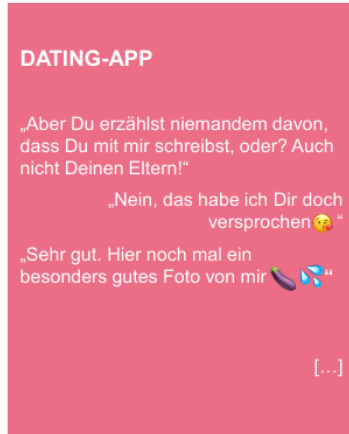 DATING-APP
„Aber Du erzählst niemandem davon,
dass Du mit mir schreibst, oder? Auch
nicht Deinen Eltern!“
„Nein, das habe ich Dir doch
versprochen😘 “
„Sehr gut. Hier noch mal ein
besonders gutes Foto von mir 🍆💦“
[…]